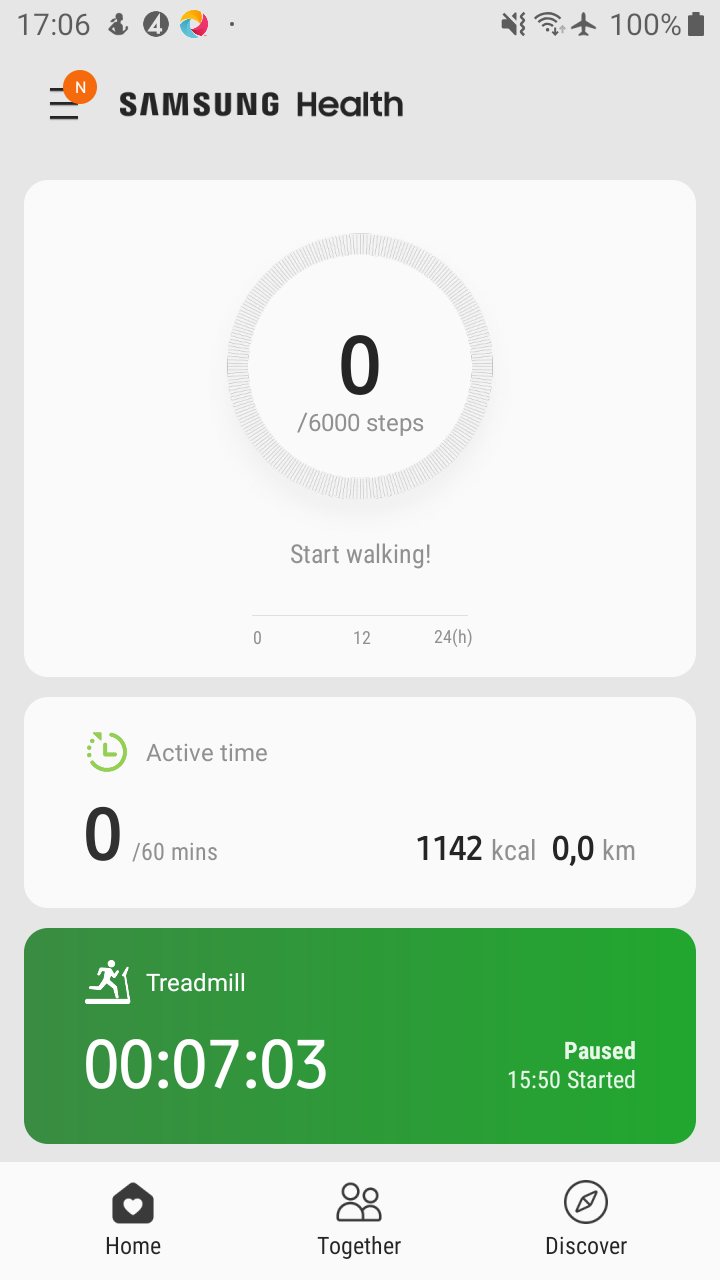 17:06 4 100%
N SAMSUNG Health
0
/6000 steps
Start walking!
0 12 24(h)
Active time
0 /60 mins 1142 kcal 0,0 km
Treadmill
00:07:03
Paused
15:50 Started
Home Together Discover